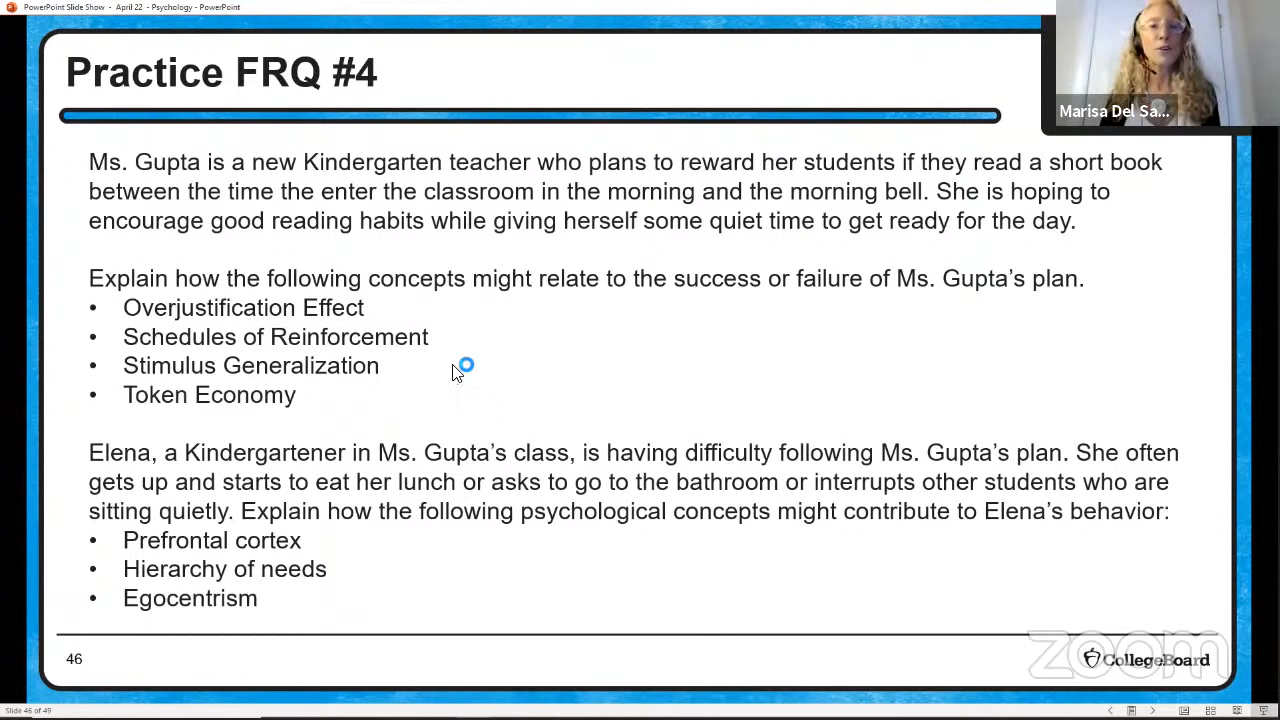 PowerPoint Slide Show - April 22 - Psychology - PowerPoint
Practice FRQ #4
Marisa Del Sa...
Ms. Gupta is a new Kindergarten teacher who plans to reward her students if they read a short book
between the time the enter the classroom in the morning and the morning bell. She is hoping to
encourage good reading habits while giving herself some quiet time to get ready for the day.
Explain how the following concepts might relate to the success or failure of Ms. Gupta's plan.
• Overjustification Effect
• Schedules of Reinforcement
• Stimulus Generalization
• Token Economy
Elena, a Kindergartener in Ms. Gupta's class, is having difficulty following Ms. Gupta's plan. She often
gets up and starts to eat her lunch or asks to go to the bathroom or interrupts other students who are
sitting quietly. Explain how the following psychological concepts might contribute to Elena's behavior:
• Prefrontal cortex
• Hierarchy of needs
• Egocentrism
46
zoom
CollegeBoard
Slide 46 of 49